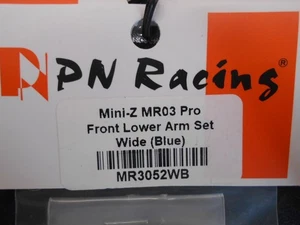 PN Racing
Mini-Z MR03 Pro
Front Lower Arm Set
Wide (Blue)
MR3052WB